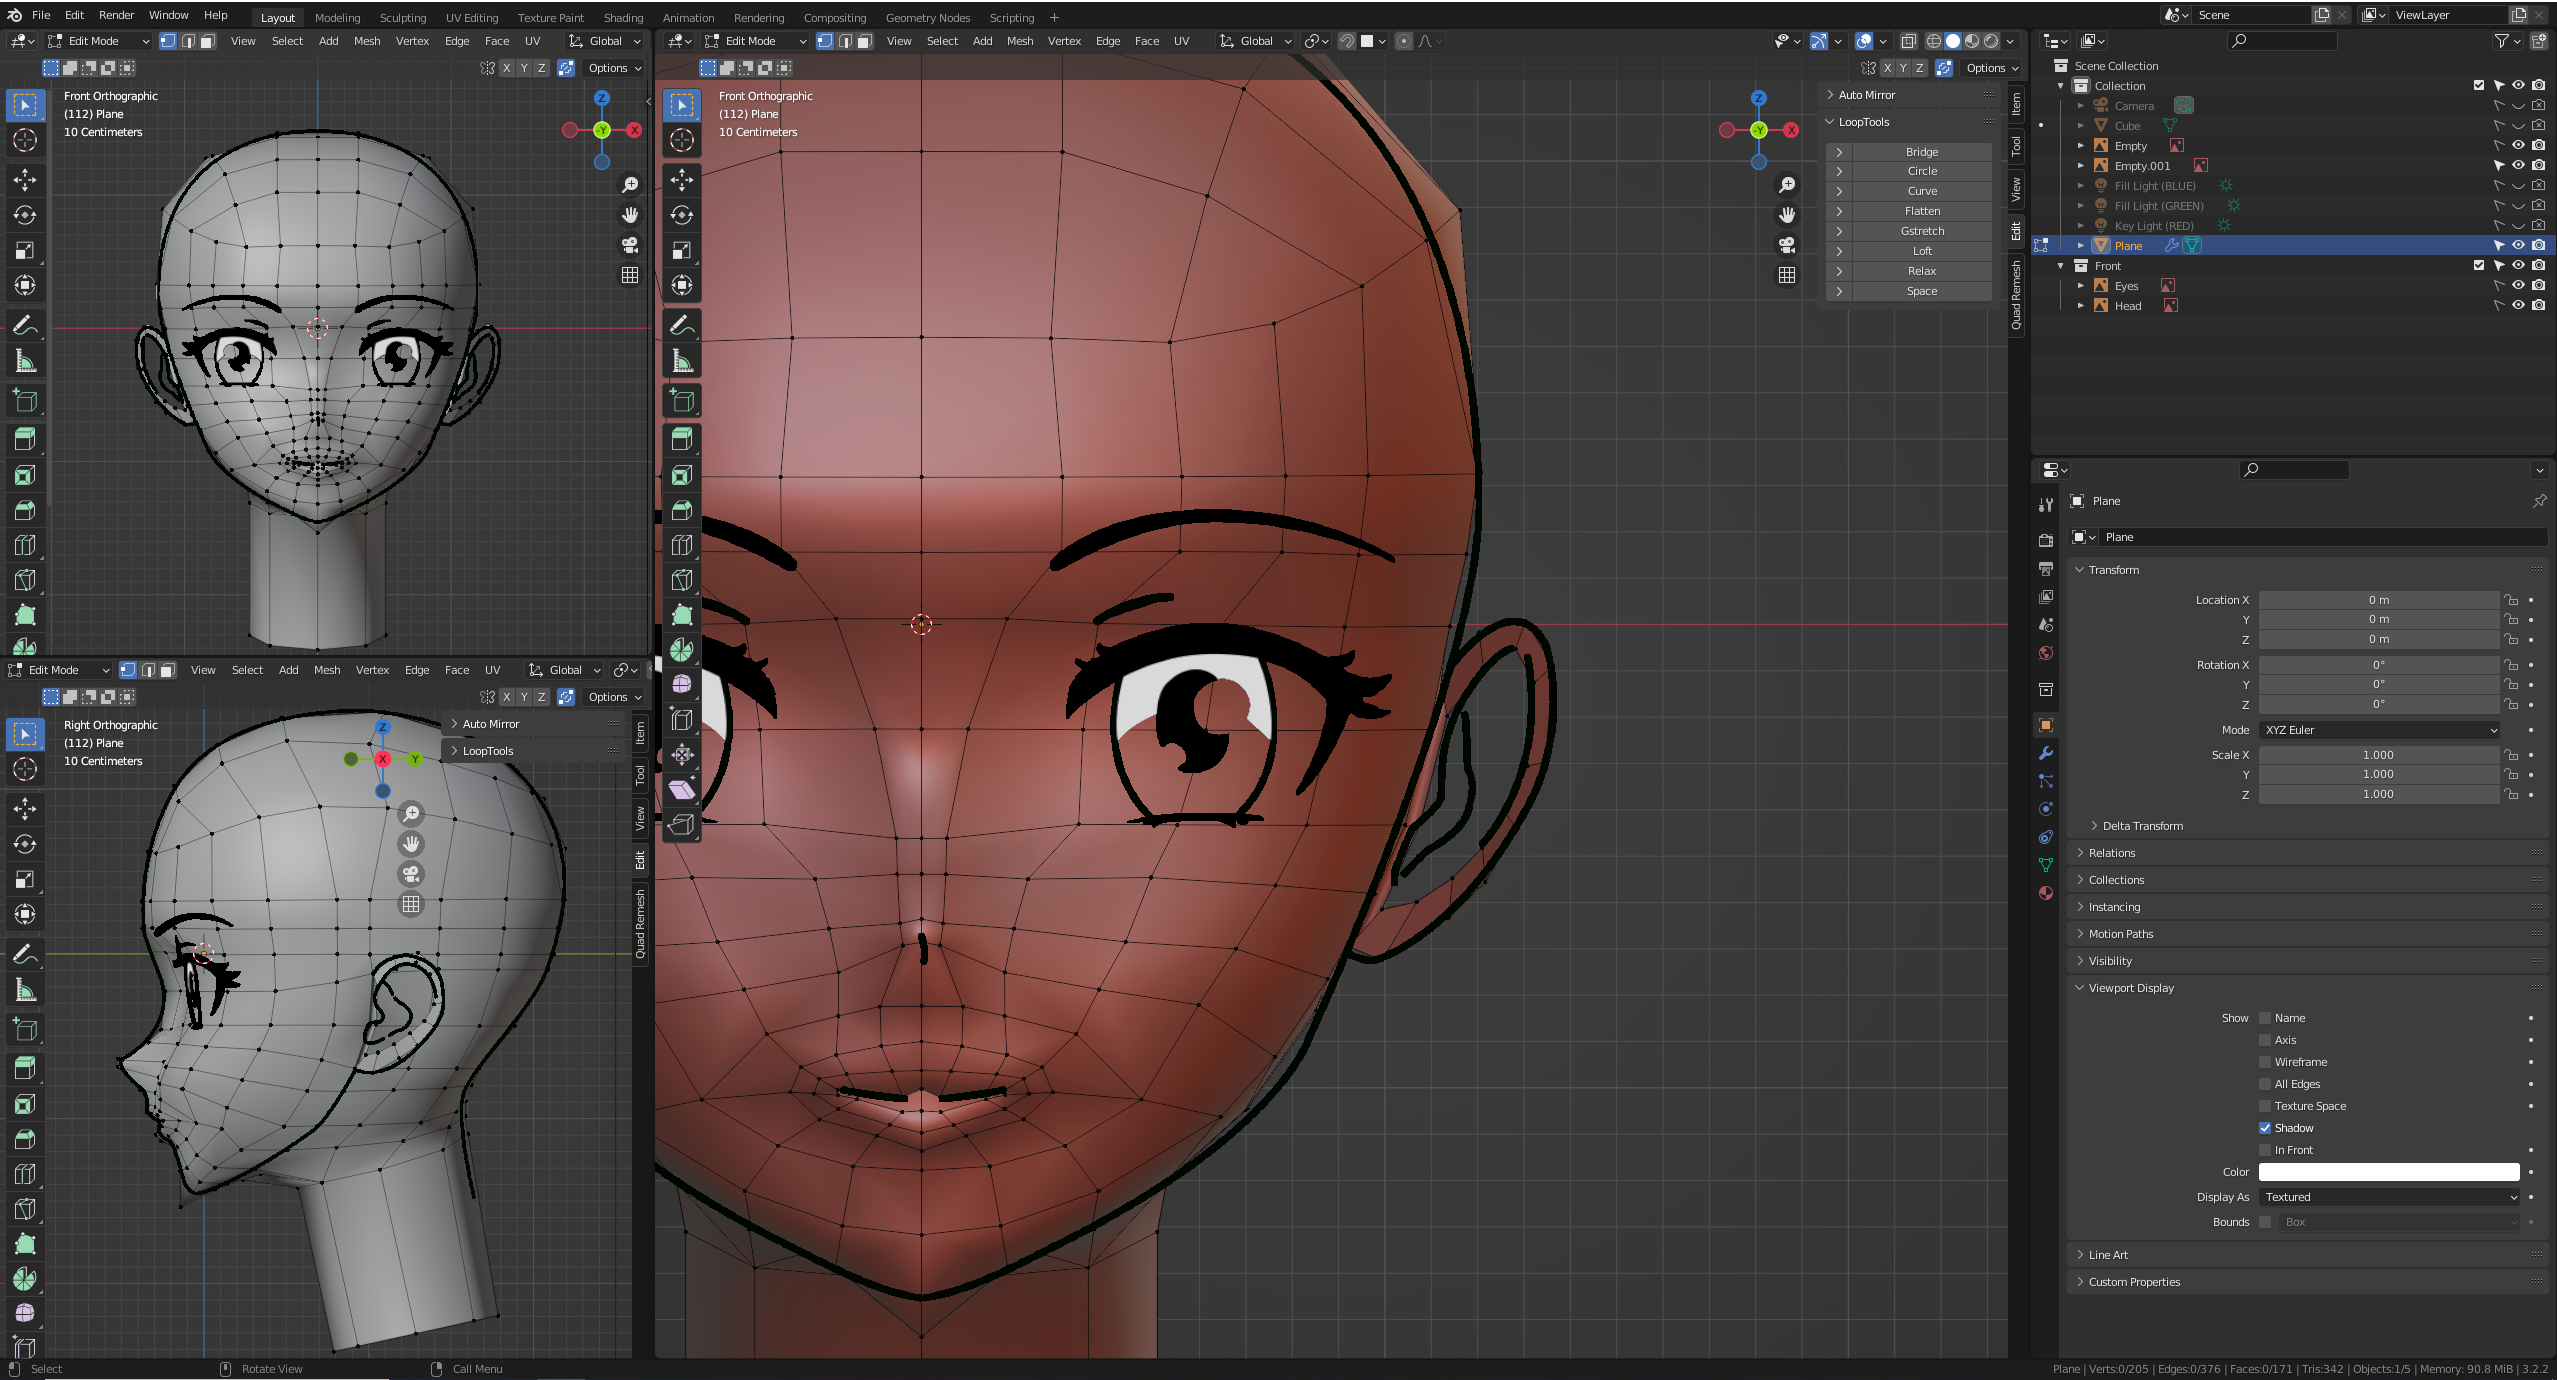 File Edit Render Window Help Layout Modeling Sculpting UV Editing Texture Paint Shading Animation Rendering Compositing Geometry Nodes Scripting + Scene ViewLayer
Edit Mode View Select Add Mesh Vertex Edge Face UV Global
X Y Z Options
Front Orthographic
(112) Plane
10 Centimeters
Z
-Y X
Edit Mode View Select Add Mesh Vertex Edge Face UV Global
X Y Z Options
Right Orthographic
(112) Plane
10 Centimeters
Z
X Y
Auto Mirror
LoopTools
Item
Tool
View
Edit
Quad Remesh
Edit Mode View Select Add Mesh Vertex Edge Face UV Global
X Y Z Options
Front Orthographic
(112) Plane
10 Centimeters
Z
-Y X
Auto Mirror
LoopTools
Bridge
Circle
Curve
Flatten
Gstretch
Loft
Relax
Space
Item
Tool
View
Edit
Quad Remesh
Scene Collection
Collection
Camera
Cube
Empty
Empty.001
Fill Light (BLUE)
Fill Light (GREEN)
Key Light (RED)
Plane
Front
Eyes
Head
Plane
Plane
Transform
Location X 0 m
Y 0 m
Z 0 m
Rotation X 0°
Y 0°
Z 0°
Mode XYZ Euler
Scale X 1.000
Y 1.000
Z 1.000
Delta Transform
Relations
Collections
Instancing
Motion Paths
Visibility
Viewport Display
Show Name
Axis
Wireframe
All Edges
Texture Space
Shadow
In Front
Color
Display As Textured
Bounds Box
Line Art
Custom Properties
Select Rotate View Call Menu Plane | Verts:0/205 | Edges:0/376 | Faces:0/171 | Tris:342 | Objects:1/5 | Memory: 90.8 MiB | 3.2.2